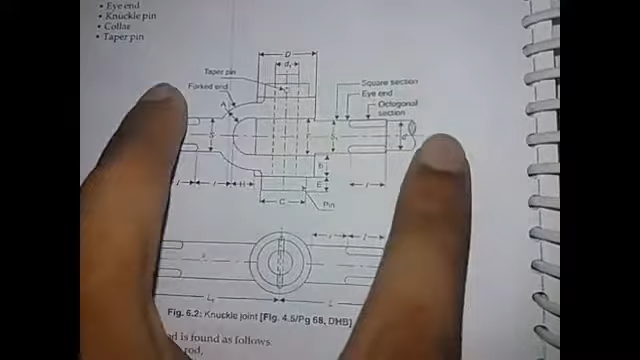 • Eye end
• Knuckle pin
• Collar
• Taper pin
D
Taper pin
Forked end
Square section
Eye end
Octogonal
section
A
H
C
E
Pin
L
Fig. 6.2: Knuckle joint [Fig. 4.5/Pg 68, DHB]
is found as follows.
rod,